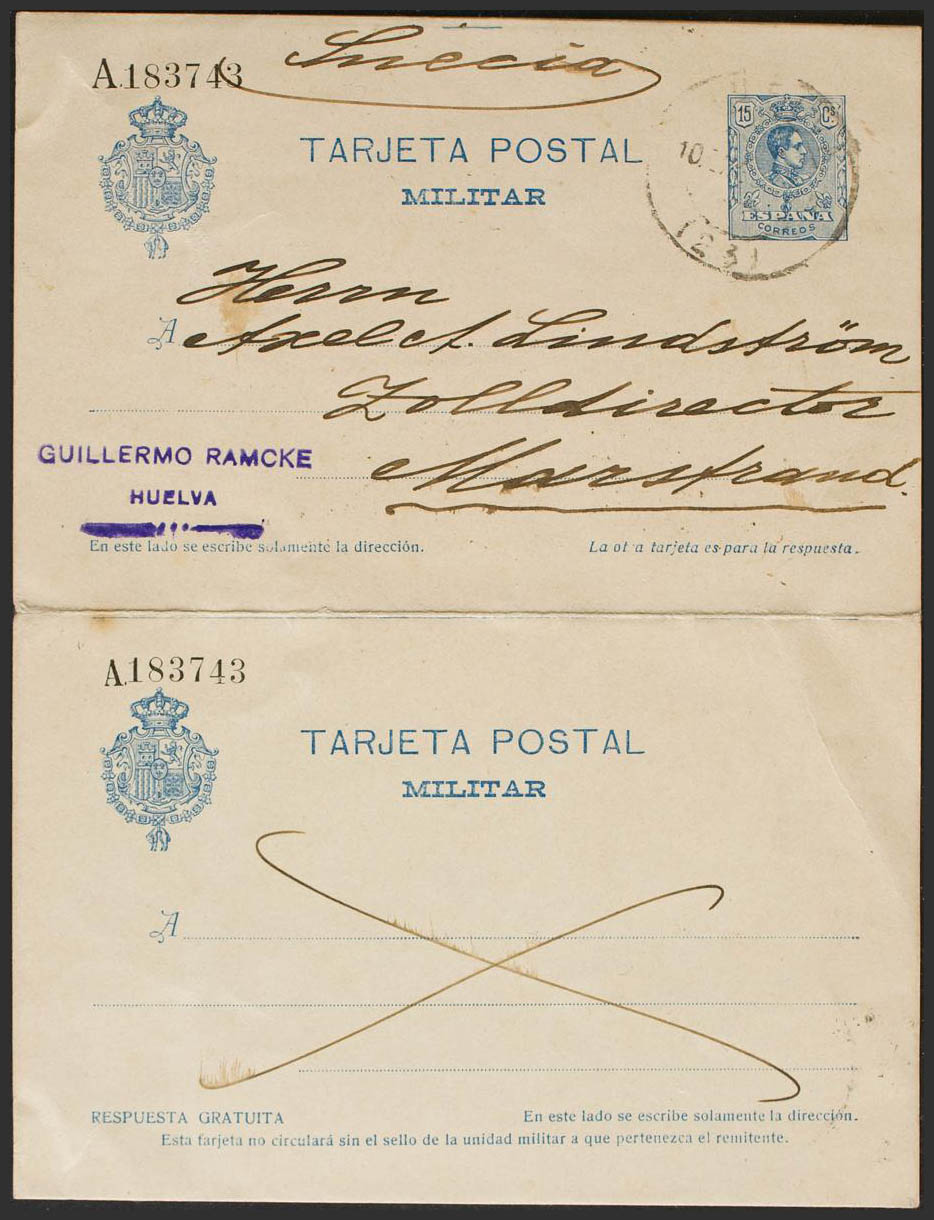 Suecia
A.183743
15 Cs
TARJETA POSTAL
MILITAR
10
ESPAÑA
CORREOS
(23)
Herrn
A Axel A. Lindström
Zolldirector
GUILLERMO RAMCKE
Marstrand.
HUELVA
En este lado se escribe solamente la dirección.
La otra tarjeta es para la respuesta.
A.183743
TARJETA POSTAL
MILITAR
A
RESPUESTA GRATUITA
En este lado se escribe solamente la dirección.
Esta tarjeta no circulará sin el sello de la unidad militar a que pertenezca el remitente.